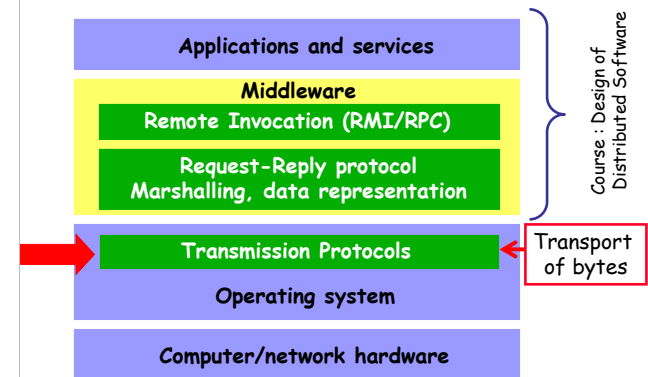 Applications and services
Middleware
Remote Invocation (RMI/RPC)
Request-Reply protocol
Marshalling, data representation
Transmission Protocols
Operating system
Computer/network hardware
Transport
of bytes
Course : Design of
Distributed Software